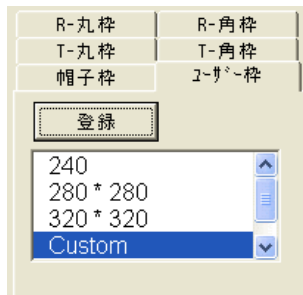 R-丸枠 R-角枠
T-丸枠 T-角枠
帽子枠 ﾕｰｻﾞｰ枠
登録
240
280 * 280
320 * 320
Custom